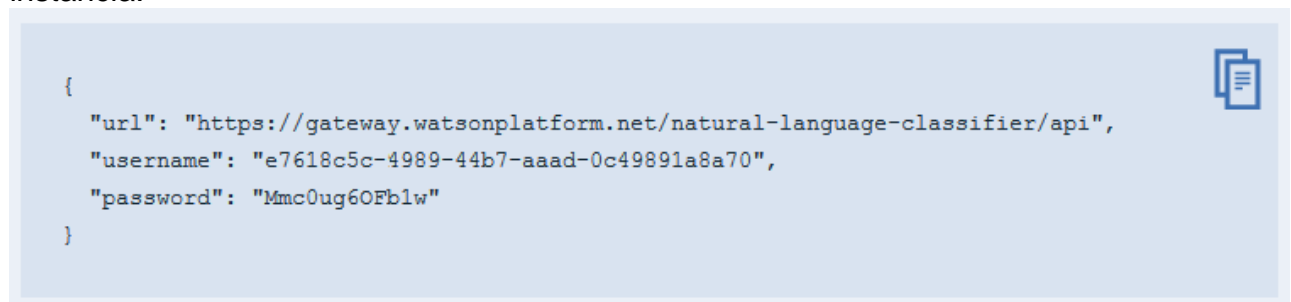 {
"url": "https://gateway.watsonplatform.net/natural-language-classifier/api",
"username": "e7618c5c-4989-44b7-aaad-0c49891a8a70",
"password": "Mmc0ug6OFb1w"
}